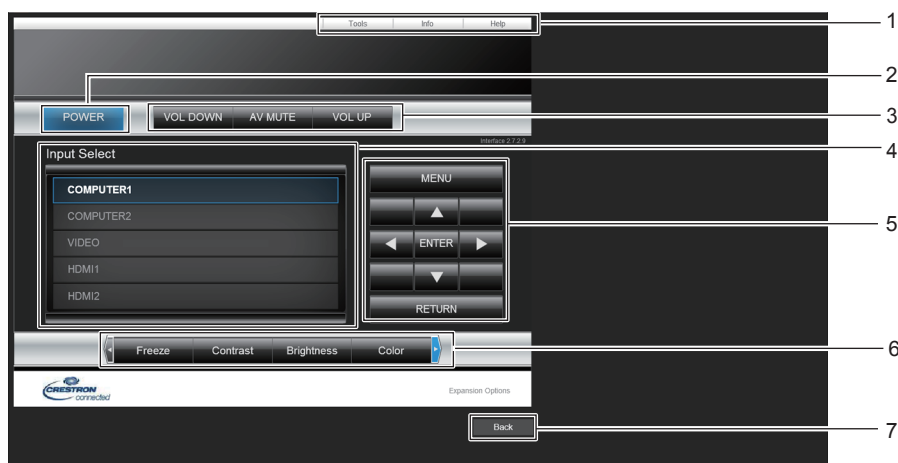 Tools Info Help 1
2
POWER VOL DOWN AV MUTE VOL UP 3
Interface 2.7.2.9
4
Input Select
MENU
COMPUTER1
COMPUTER2
5
VIDEO ENTER
HDMI1
HDMI2
RETURN
Freeze Contrast Brightness Color 6
CRESTRON
connected
Expansion Options
Back 7